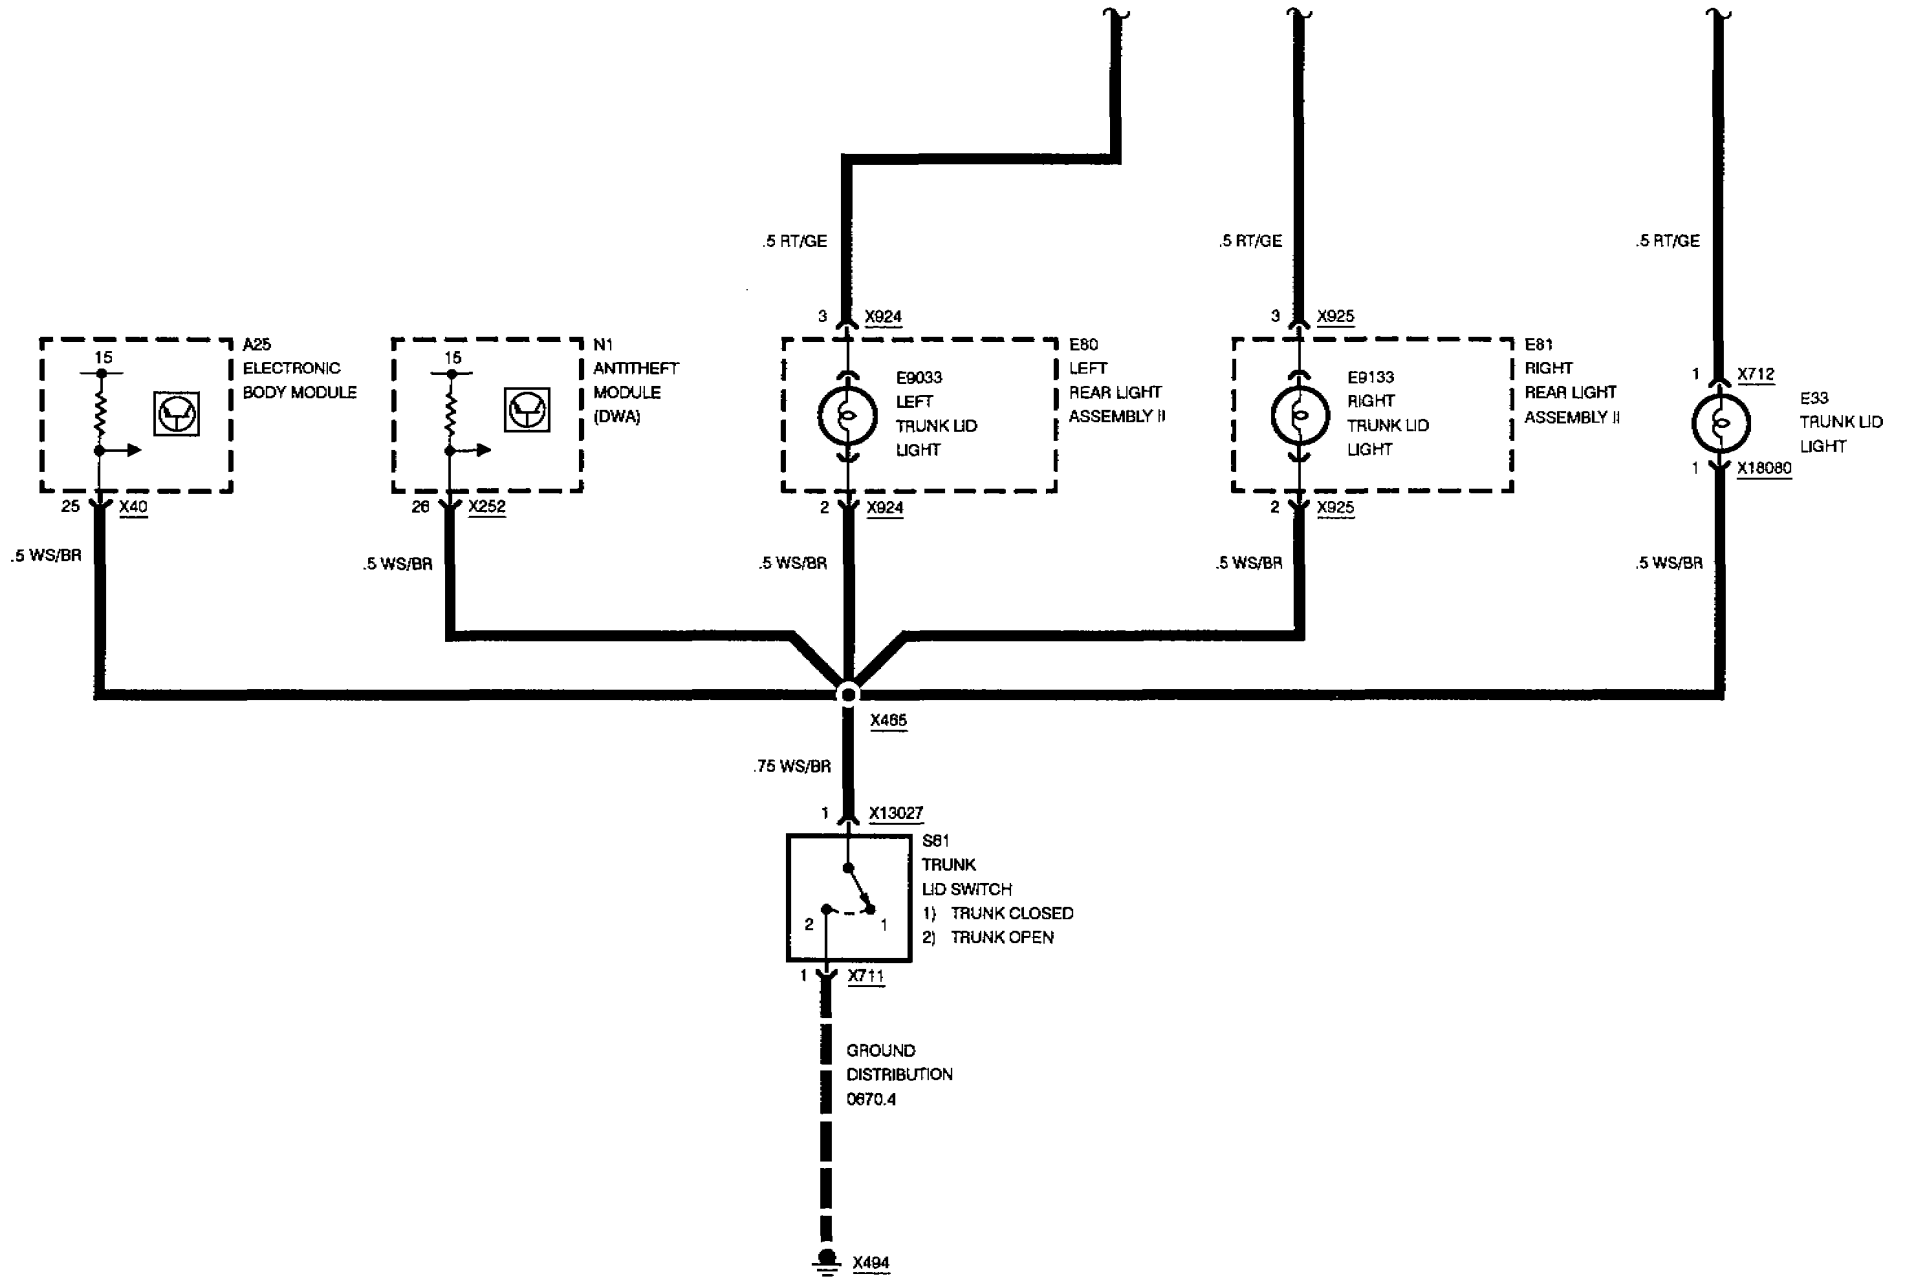 .5 RT/GE
.5 RT/GE
.5 RT/GE
3 X924
3 X925
1 X712
A25
ELECTRONIC
BODY MODULE
15
N1
ANTITHEFT
MODULE
(DWA)
15
E80
LEFT
REAR LIGHT
ASSEMBLY II
E9033
LEFT
TRUNK LID
LIGHT
E81
RIGHT
REAR LIGHT
ASSEMBLY II
E9133
RIGHT
TRUNK LID
LIGHT
E33
TRUNK LID
LIGHT
1 X18080
25 X40
26 X252
2 X924
2 X925
.5 WS/BR
.5 WS/BR
.5 WS/BR
.5 WS/BR
.5 WS/BR
X465
.75 WS/BR
1 X13027
S81
TRUNK
LID SWITCH
1) TRUNK CLOSED
2) TRUNK OPEN
2
1
1 X711
GROUND
DISTRIBUTION
0670.4
X494